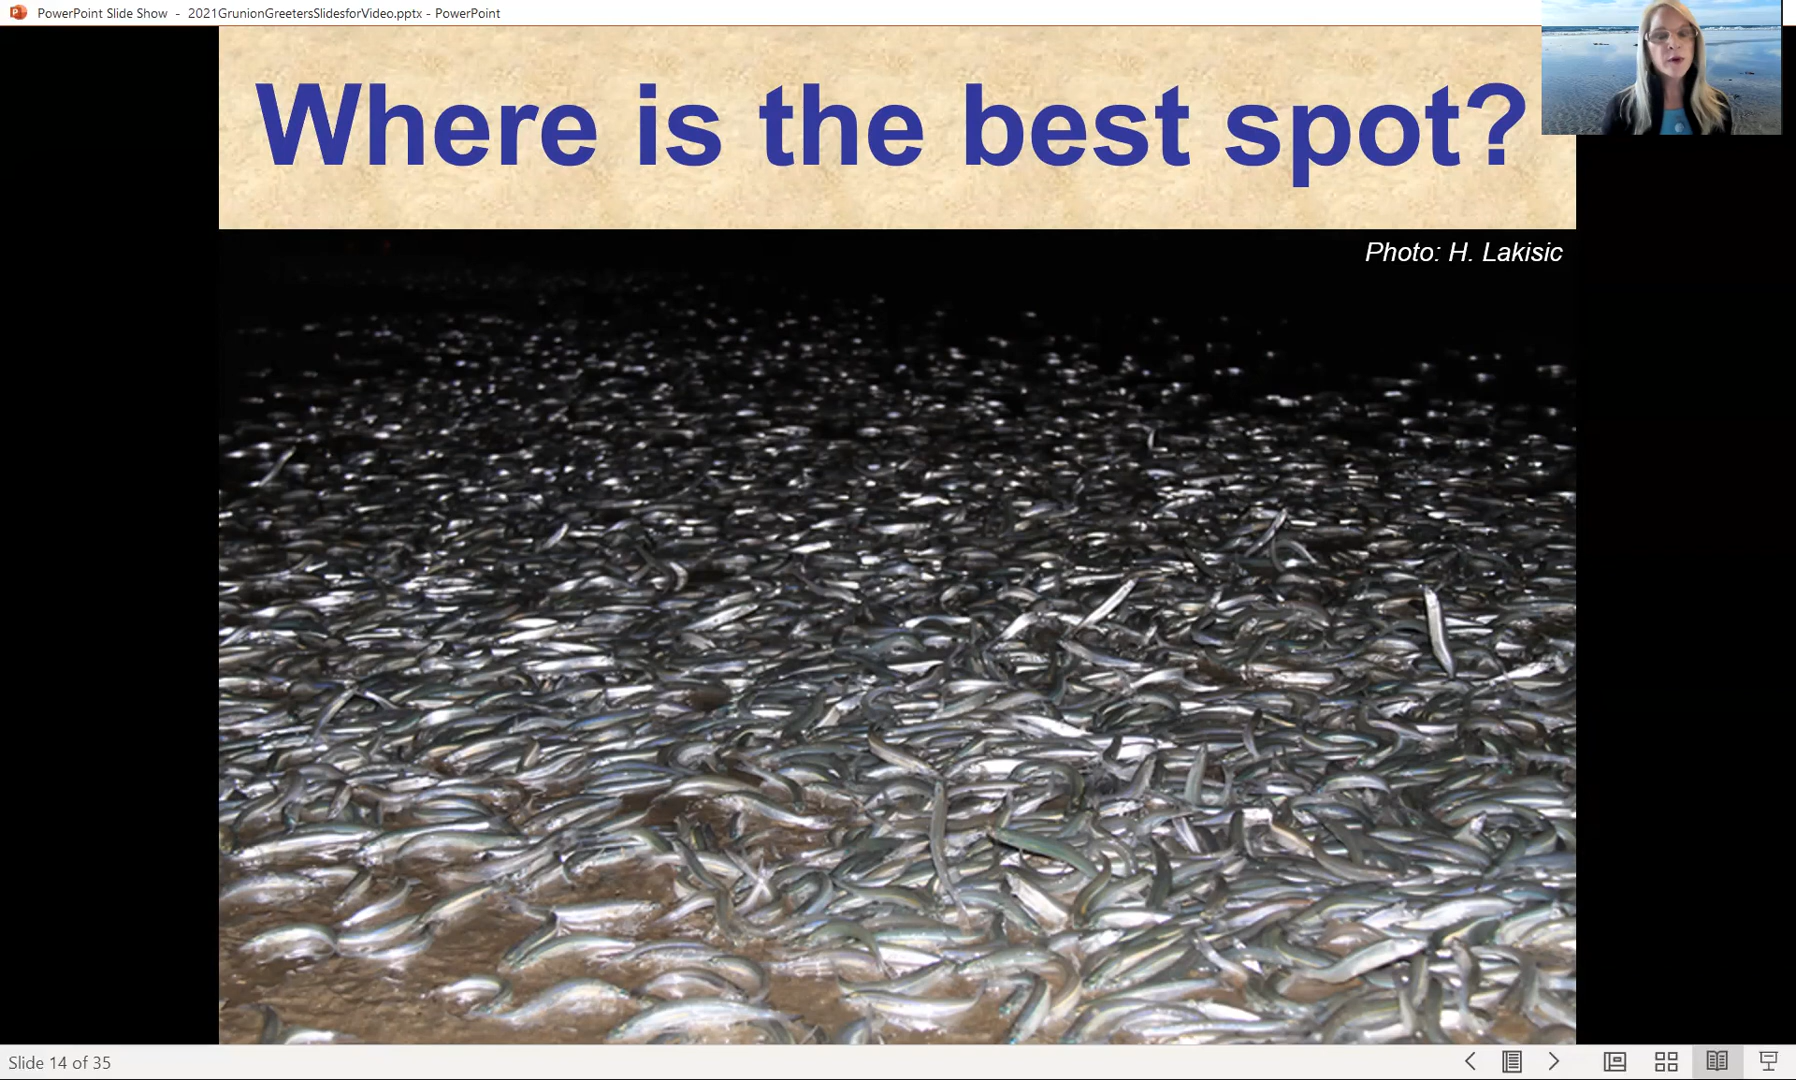 PowerPoint Slide Show - 2021GrunionGreetersSlidesforVideo.pptx - PowerPoint
Where is the best spot?
Photo: H. Lakisic
Slide 14 of 35